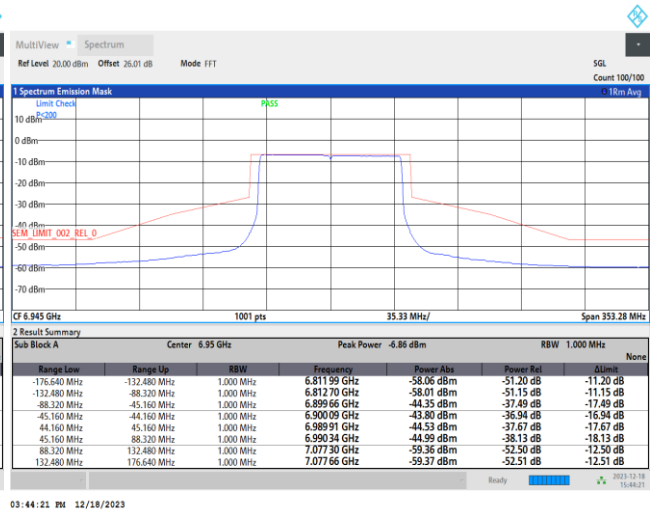 MultiView Spectrum
Ref Level 20.00 dBm Offset 26.01 dB Mode FFT SGL
Count 100/100
1 Spectrum Emission Mask 1Rm Avg
Limit Check PASS
P<200
10 dBm
0 dBm
-10 dBm
-20 dBm
-30 dBm
-40 dBm
SEM_LIMIT_002_REL_0
-50 dBm
-60 dBm
-70 dBm
CF 6.945 GHz 1001 pts 35.33 MHz/ Span 353.28 MHz
2 Result Summary
Sub Block A Center 6.95 GHz Peak Power -6.86 dBm RBW 1.000 MHz
None
Range Low Range Up RBW Frequency Power Abs Power Rel ΔLimit
-176.640 MHz -132.480 MHz 1.000 MHz 6.811 99 GHz -58.06 dBm -51.20 dB -11.20 dB
-132.480 MHz -88.320 MHz 1.000 MHz 6.812 70 GHz -58.01 dBm -51.15 dB -11.15 dB
-88.320 MHz -45.160 MHz 1.000 MHz 6.899 66 GHz -44.35 dBm -37.49 dB -17.49 dB
-45.160 MHz -44.160 MHz 1.000 MHz 6.900 09 GHz -43.80 dBm -36.94 dB -16.94 dB
44.160 MHz 45.160 MHz 1.000 MHz 6.989 91 GHz -44.53 dBm -37.67 dB -17.67 dB
45.160 MHz 88.320 MHz 1.000 MHz 6.990 34 GHz -44.99 dBm -38.13 dB -18.13 dB
88.320 MHz 132.480 MHz 1.000 MHz 7.077 30 GHz -59.36 dBm -52.50 dB -12.50 dB
132.480 MHz 176.640 MHz 1.000 MHz 7.077 66 GHz -59.37 dBm -52.51 dB -12.51 dB
Ready 2023-12-18
15:44:21
03:44:21 PM 12/18/2023